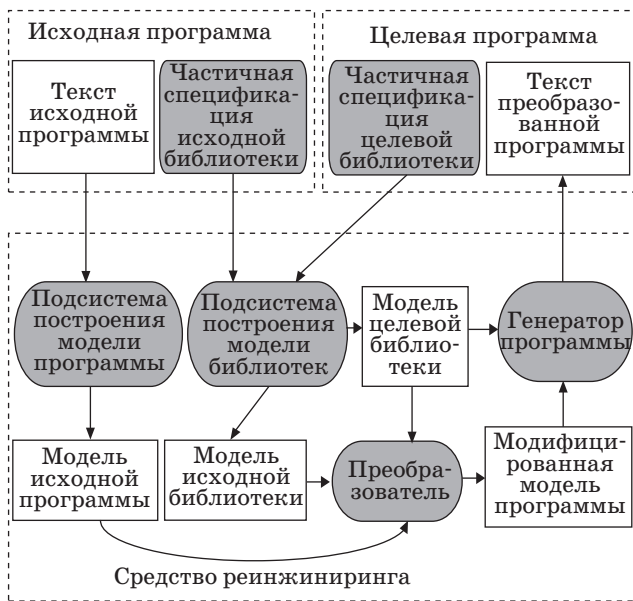 Исходная программа
Целевая программа
Текст
исходной
программы
Частичная
спецификa-
ция
исходной
библиотеки
Частичная
спецификa-
ция
целевой
библиотеки
Текст
преобразо-
ванной
программы
Подсистема
построения
модели
программы
Подсистема
построения
модели
библиотек
Модель
целевой
библио-
теки
Генератор
программы
Модель
исходной
программы
Модель
исходной
библиотеки
Преобра-
зователь
Модифици-
рованная
модель
программы
Средство реинжиниринга